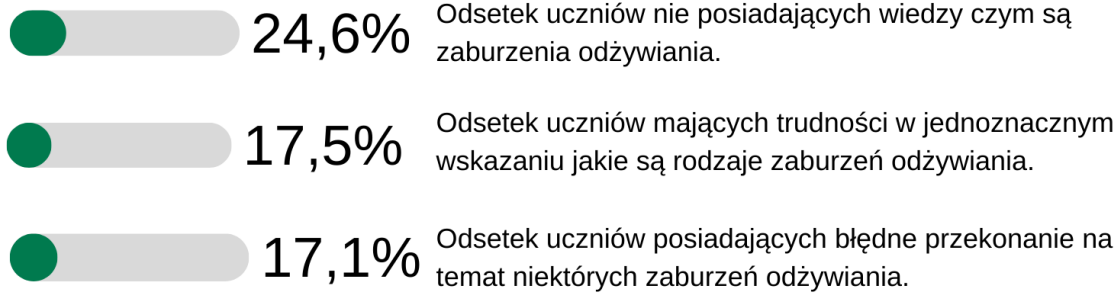 24,6%
Odsetek uczniów nie posiadających wiedzy czym są
zaburzenia odżywiania.
17,5%
Odsetek uczniów mających trudności w jednoznacznym
wskazaniu jakie są rodzaje zaburzeń odżywiania.
17,1%
Odsetek uczniów posiadających błędne przekonanie na
temat niektórych zaburzeń odżywiania.